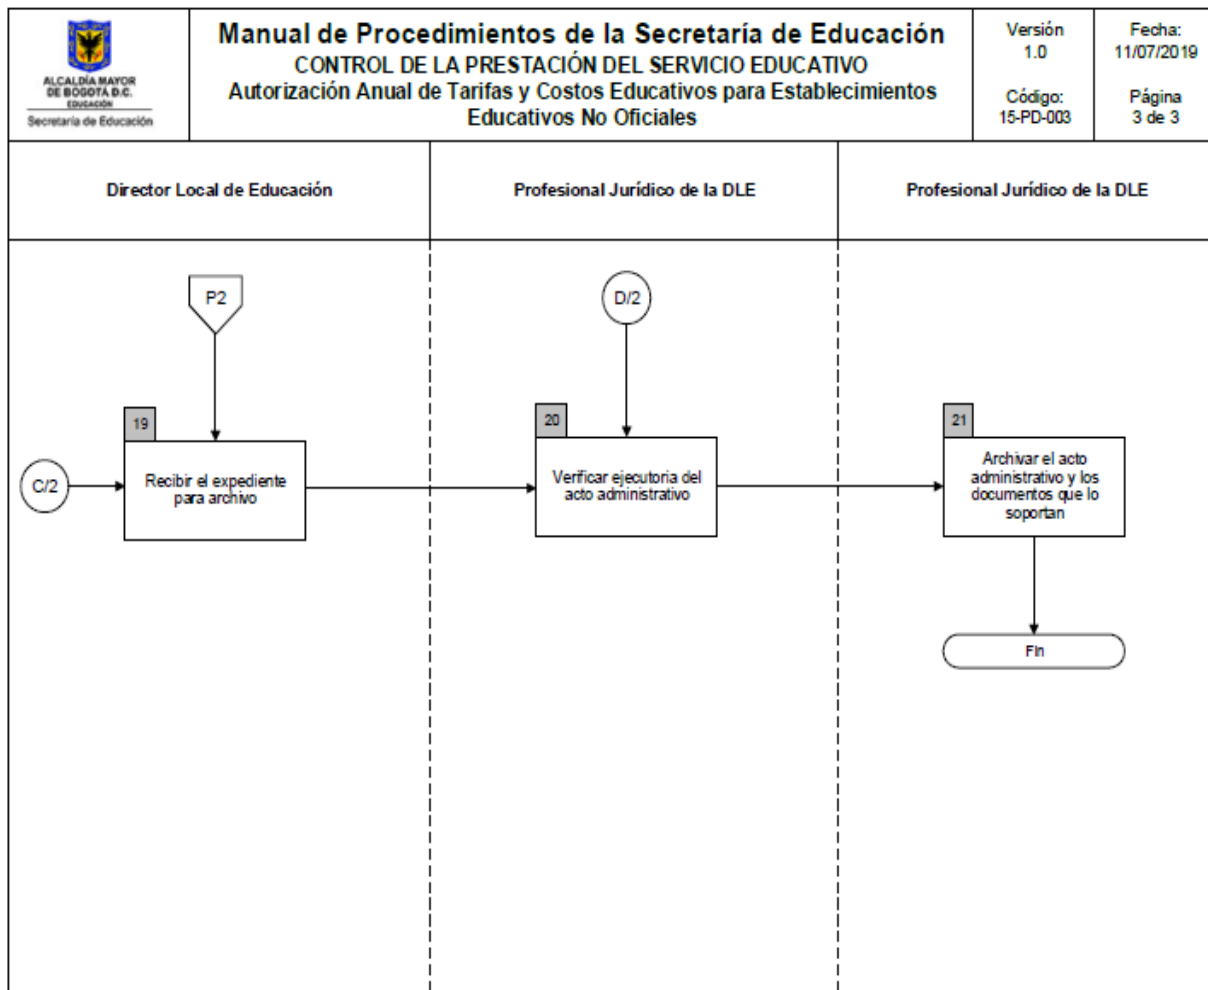 ALCALDÍA MAYOR
DE BOGOTÁ D.C.
EDUCACIÓN
Secretaría de Educación
Manual de Procedimientos de la Secretaría de Educación
CONTROL DE LA PRESTACIÓN DEL SERVICIO EDUCATIVO
Autorización Anual de Tarifas y Costos Educativos para Establecimientos
Educativos No Oficiales
Versión
1.0
Código:
15-PD-003
Fecha:
11/07/2019
Página
3 de 3
Director Local de Educación
Profesional Jurídico de la DLE
Profesional Jurídico de la DLE
P2
D/2
19
C/2
Recibir el expediente
para archivo
20
Verificar ejecutoria del
acto administrativo
21
Archivar el acto
administrativo y los
documentos que lo
soportan
Fin